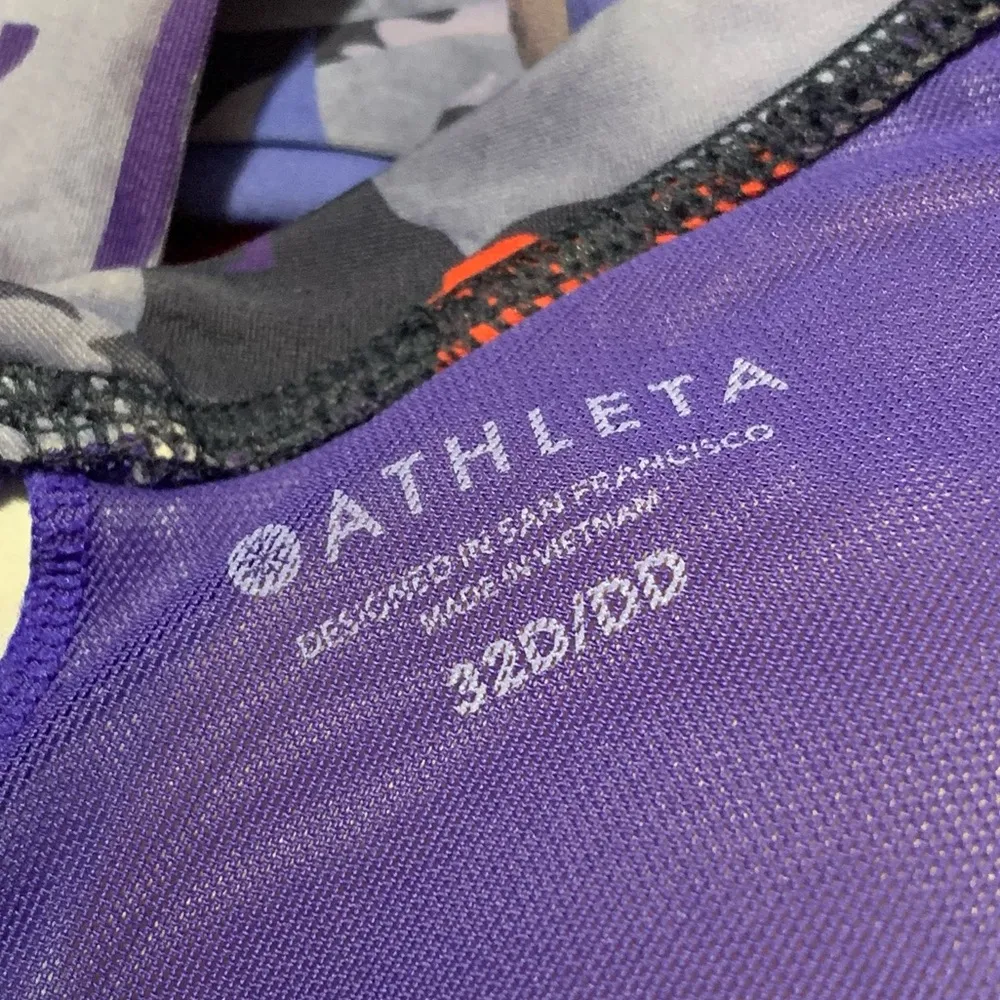 ATHLETA
DESIGNED IN SAN FRANCISCO
MADE IN VIETNAM
32D/DD